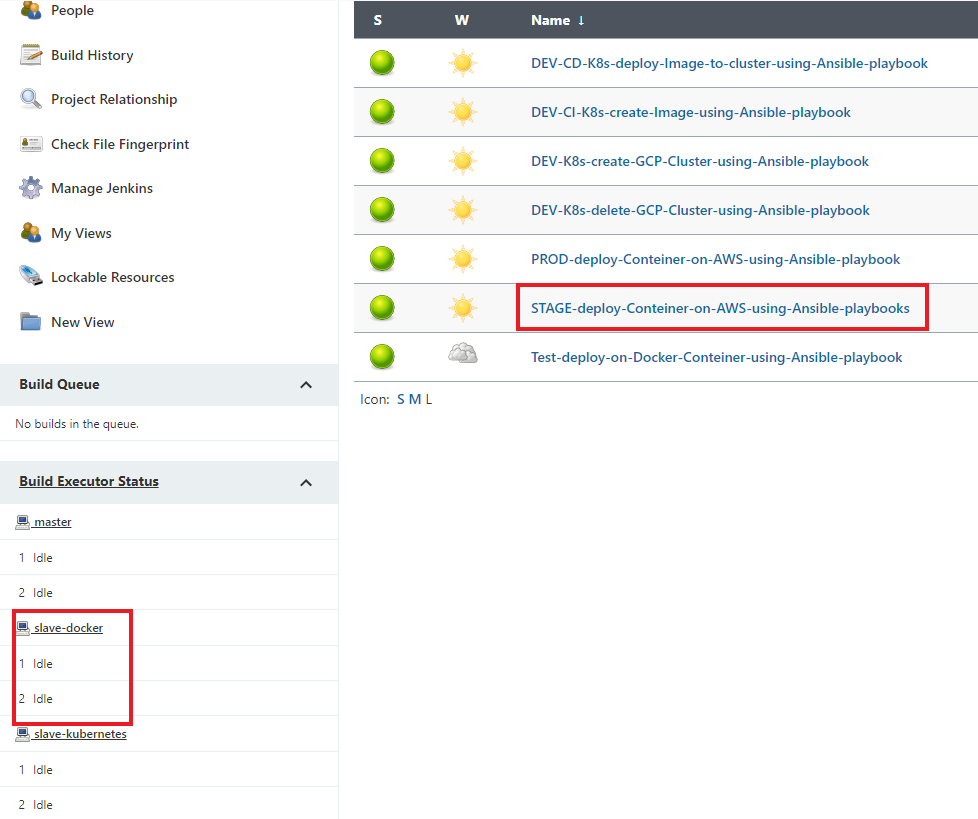 People
Build History
Project Relationship
Check File Fingerprint
Manage Jenkins
My Views
Lockable Resources
New View
Build Queue
No builds in the queue.
Build Executor Status
master
1 Idle
2 Idle
slave-docker
1 Idle
2 Idle
slave-kubernetes
1 Idle
2 Idle
S W Name ↓
DEV-CD-K8s-deploy-Image-to-cluster-using-Ansible-playbook
DEV-CI-K8s-create-Image-using-Ansible-playbook
DEV-K8s-create-GCP-Cluster-using-Ansible-playbook
DEV-K8s-delete-GCP-Cluster-using-Ansible-playbook
PROD-deploy-Conteiner-on-AWS-using-Ansible-playbook
STAGE-deploy-Conteiner-on-AWS-using-Ansible-playbooks
Test-deploy-on-Docker-Conteiner-using-Ansible-playbook
Icon: S M L